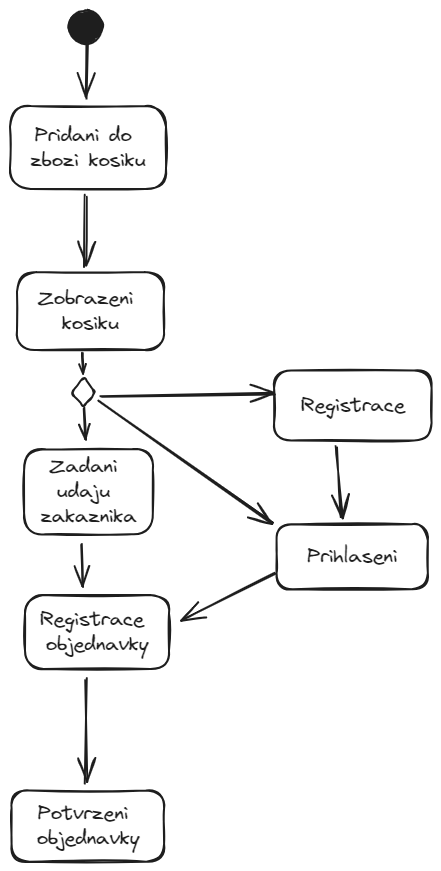 Pridani do
zbozi kosiku
Zobrazeni
kosiku
Registrace
Zadani
udaju
zakaznika
Prihlaseni
Registrace
objednavky
Potvrzeni
objednavky